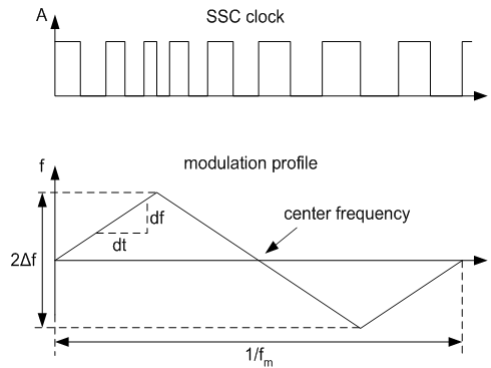 A
SSC clock
f
modulation profile
df
dt
center frequency
2Δf
1/fm